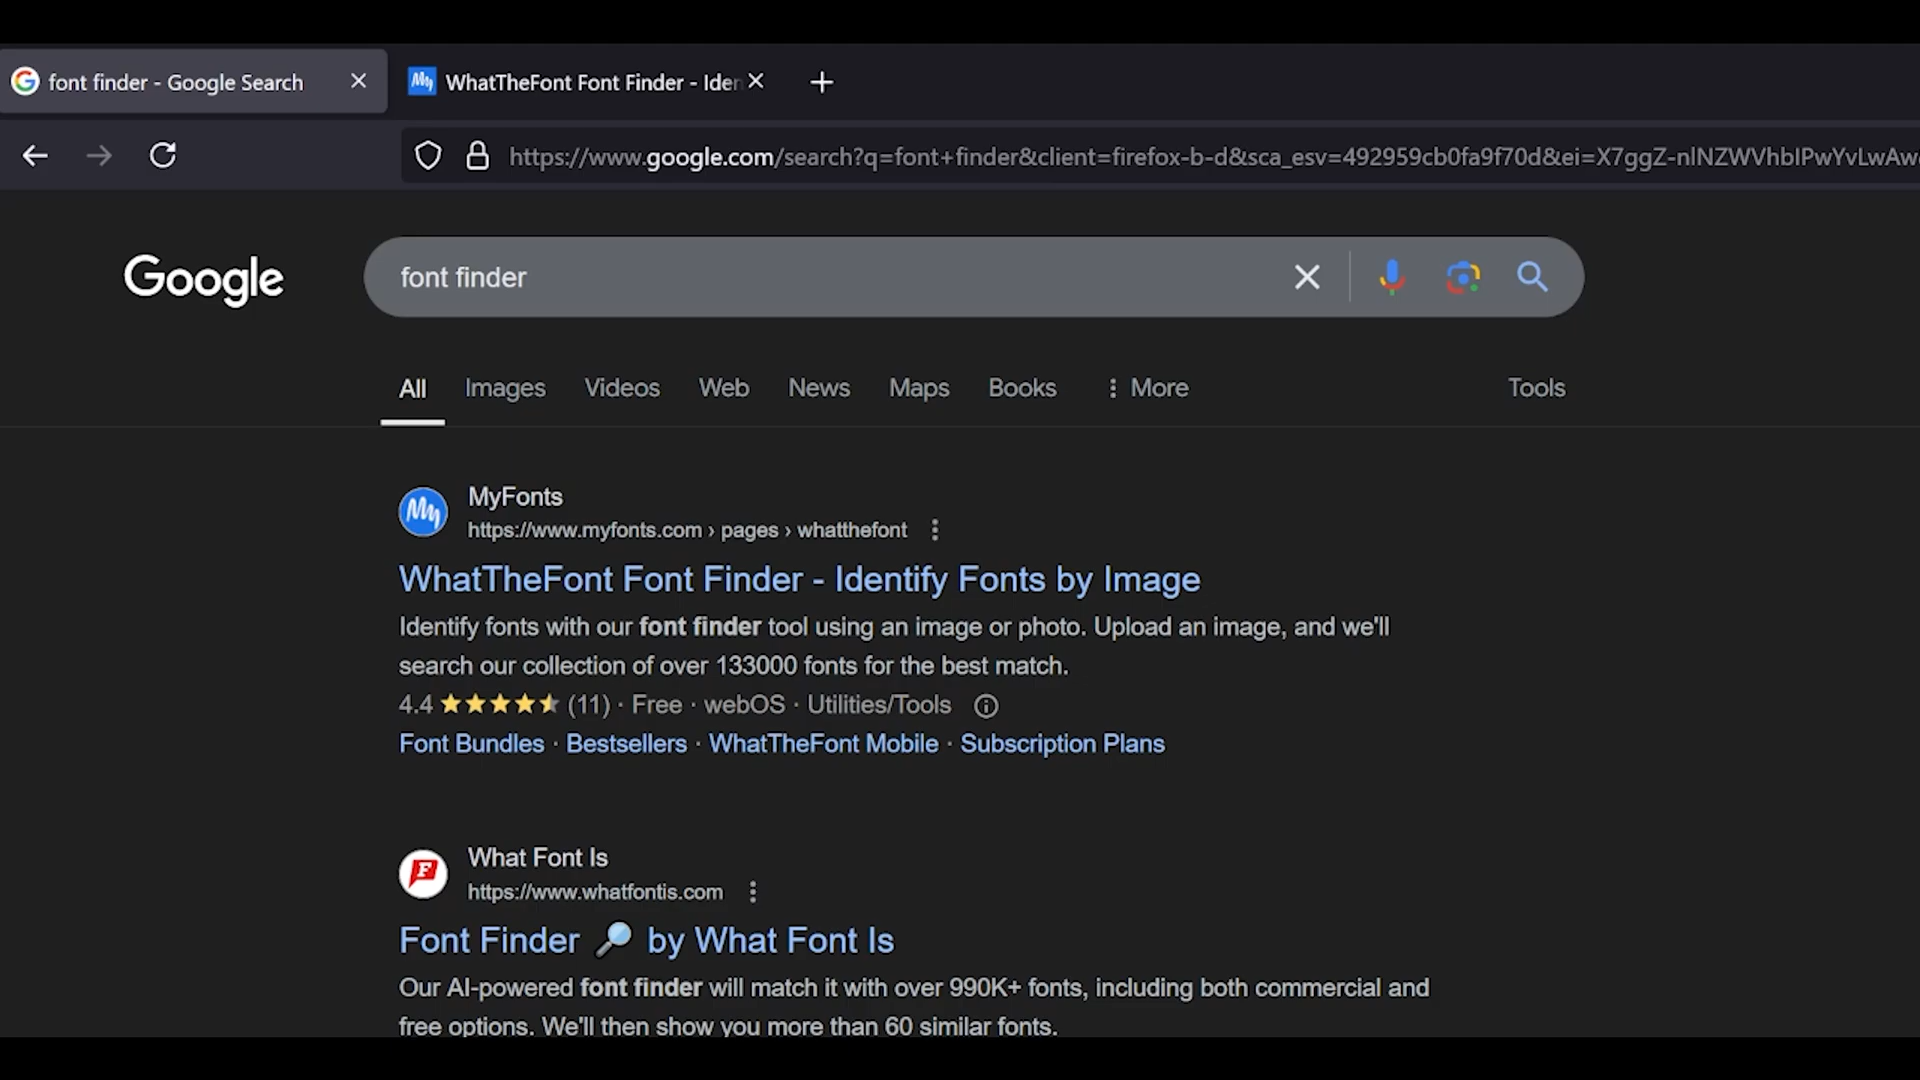 font finder - Google Search
WhatTheFont Font Finder - Iden
https://www.google.com/search?q=font+finder&client=firefox-b-d&sca_esv=492959cb0fa9f70d&ei=X7ggZ-nlNZWVhbIPwYvLwAw
Google
font finder
All Images Videos Web News Maps Books More Tools
My
MyFonts
https://www.myfonts.com › pages › whatthefont
WhatTheFont Font Finder - Identify Fonts by Image
Identify fonts with our font finder tool using an image or photo. Upload an image, and we'll
search our collection of over 133000 fonts for the best match.
4.4 (11) · Free · webOS · Utilities/Tools
Font Bundles · Bestsellers · WhatTheFont Mobile · Subscription Plans
F
What Font Is
https://www.whatfontis.com
Font Finder 🔎 by What Font Is
Our AI-powered font finder will match it with over 990K+ fonts, including both commercial and
free options. We'll then show you more than 60 similar fonts.